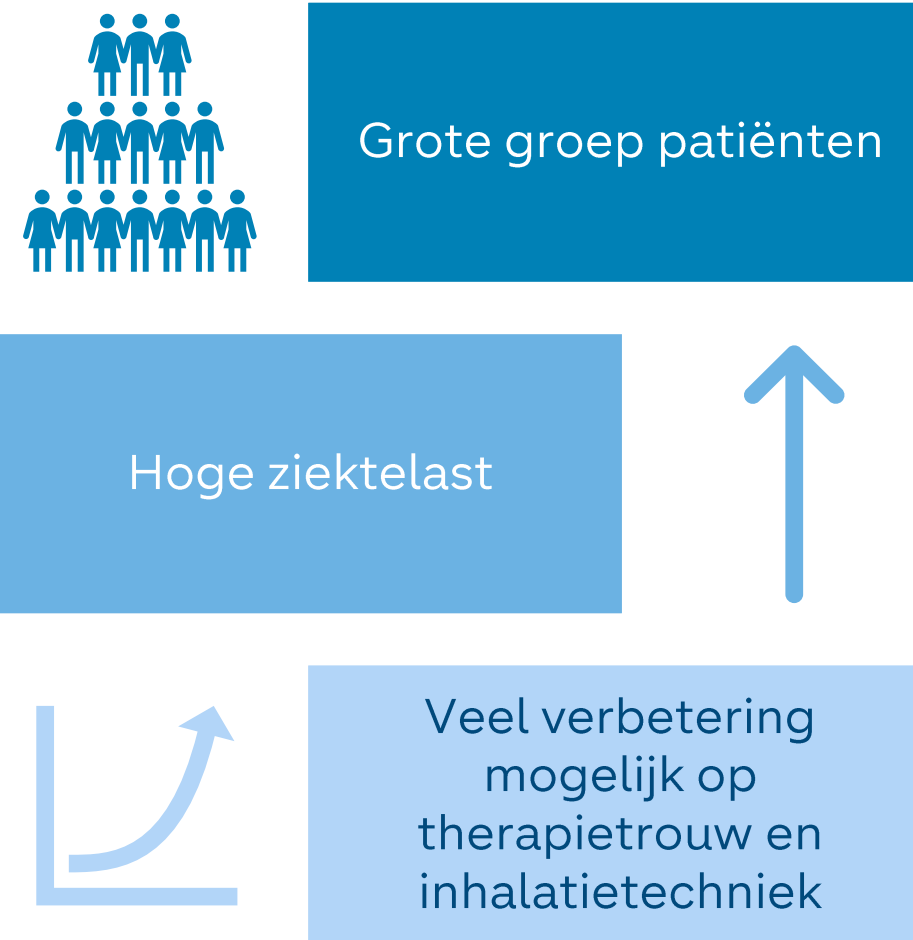 Grote groep patiënten
Hoge ziektelast
Veel verbetering
mogelijk op
therapietrouw en
inhalatietechniek